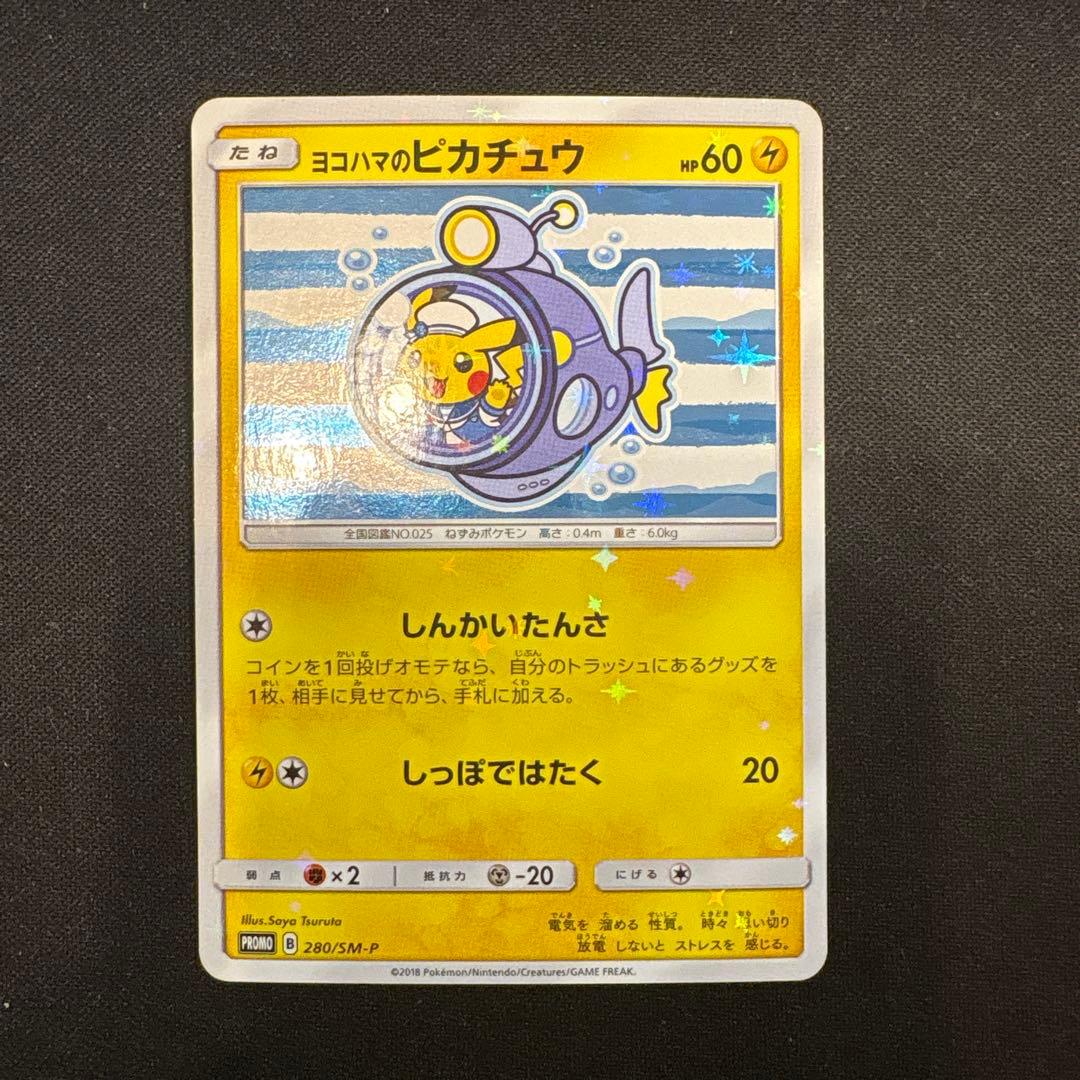 たね ヨコハマのピカチュウ HP60
全国図鑑NO.025 ねずみポケモン 高さ:0.4m 重さ:6.0kg
しんかいたんさ
コインを1回投げオモテなら、自分のトラッシュにあるグッズを
1枚、相手に見せてから、手札に加える。
しっぽではたく 20
弱点 ×2 抵抗力 -20 にげる
Illus.Saya Tsuruta
電気を 溜める 性質。 時々 思い切り
放電 しないと ストレスを 感じる。
PROMO B 280/SM-P
©2018 Pokémon/Nintendo/Creatures/GAME FREAK.